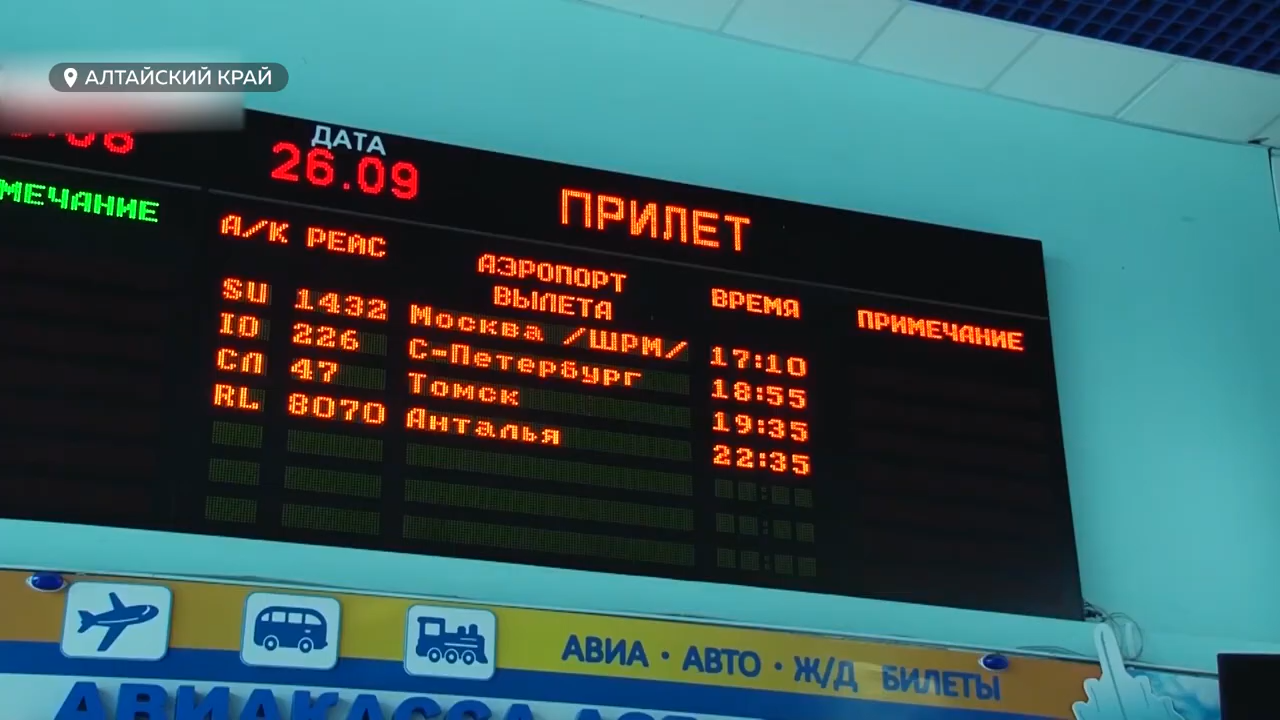 АЛТАЙСКИЙ КРАЙ
ДАТА
26.09
ПРИЛЕТ
А/К РЕЙС АЭРОПОРТ ВЫЛЕТА ВРЕМЯ ПРИМЕЧАНИЕ
SU 1432 Москва /ШРМ/ 17:10
IO 226 С-Петербург 18:55
СЛ 47 Томск 19:35
RL 8070 Анталья 22:35
АВИА · АВТО · Ж/Д БИЛЕТЫ
АВИАКАССА